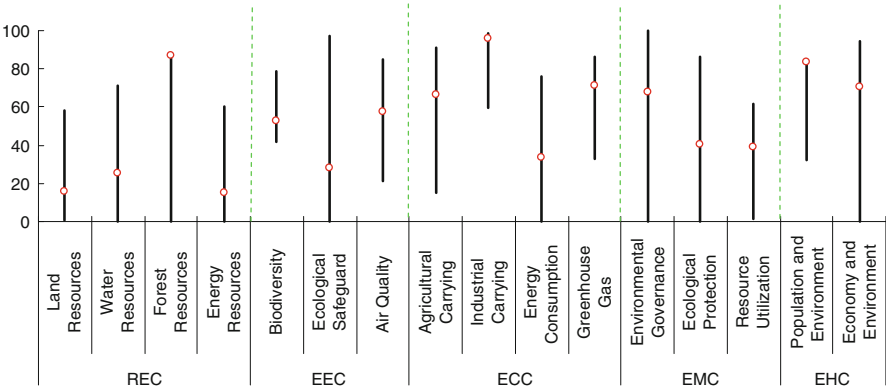 100
80
60
40
20
0
Land
Resources
Water
Resources
Forest
Resources
Energy
Resources
Biodiversity
Ecological
Safeguard
Air Quality
Agricultural
Carrying
Industrial
Carrying
Energy
Consumption
Greenhouse
Gas
Environmental
Governance
Ecological
Protection
Resource
Utilization
Population and
Environment
Economy and
Environment
REC
EEC
ECC
EMC
EHC